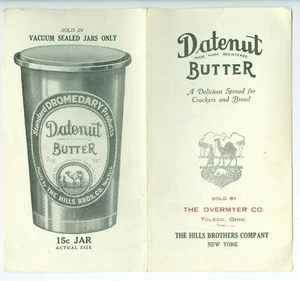 SOLD IN
VACUUM SEALED JARS ONLY
Standard DROMEDARY Products
Datenut
BUTTER
THE HILLS BROS. CO.
15c JAR
ACTUAL SIZE
Datenut
TRADE MARK REGISTERED
BUTTER
A Delicious Spread for
Crackers and Bread
SOLD BY
THE OVERMYER CO.
TOLEDO, OHIO.
THE HILLS BROTHERS COMPANY
NEW YORK